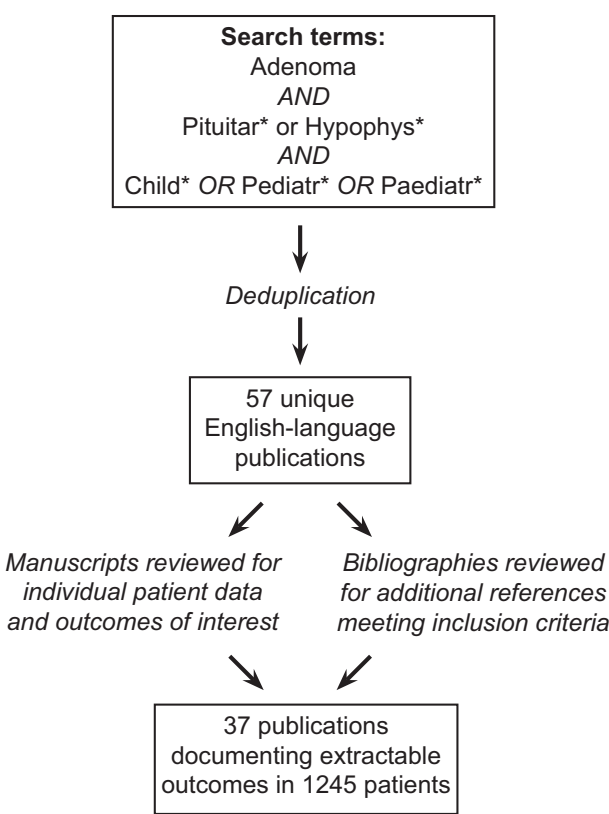 Search terms:
Adenoma
AND
Pituitar* or Hypophys*
AND
Child* OR Pediatr* OR Paediatr*
Deduplication
57 unique
English-language
publications
Manuscripts reviewed for
individual patient data
and outcomes of interest
Bibliographies reviewed
for additional references
meeting inclusion criteria
37 publications
documenting extractable
outcomes in 1245 patients